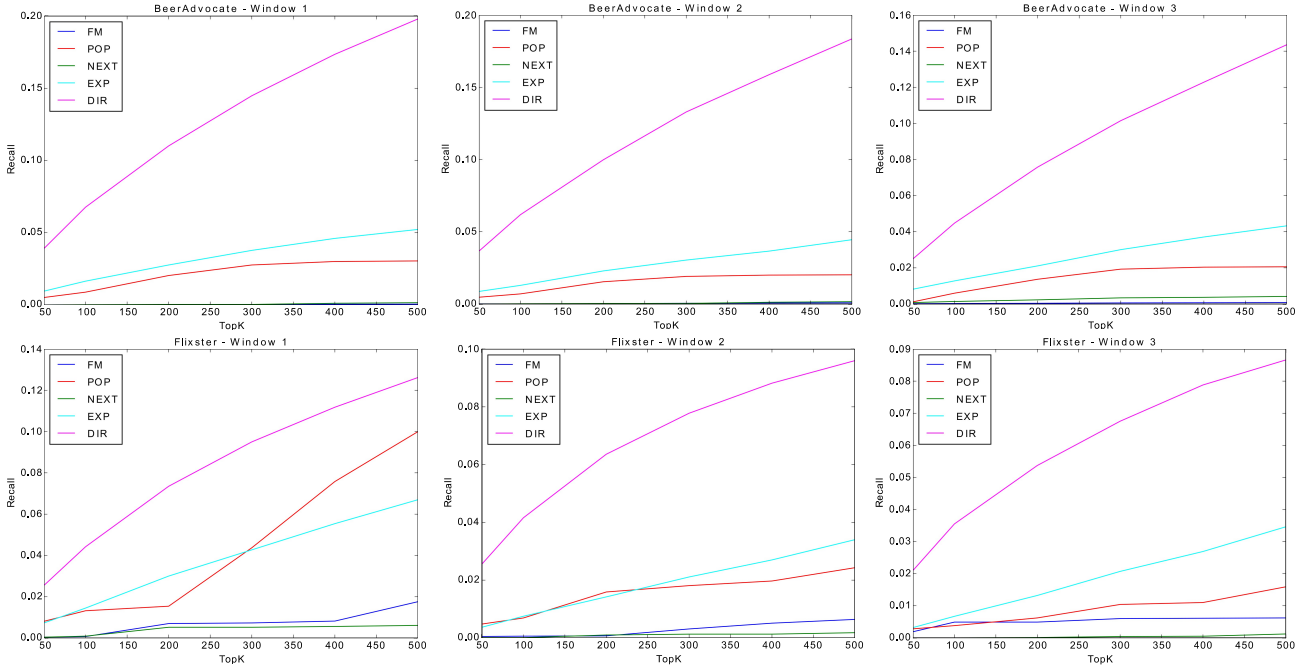 BeerAdvocate - Window 1
0.20
0.15
0.10
0.05
0.00
Recall
FM
POP
NEXT
EXP
DIR
50 100 150 200 250 300 350 400 450 500
TopK
BeerAdvocate - Window 2
0.20
0.15
0.10
0.05
0.00
Recall
FM
POP
NEXT
EXP
DIR
50 100 150 200 250 300 350 400 450 500
TopK
BeerAdvocate - Window 3
0.16
0.14
0.12
0.10
0.08
0.06
0.04
0.02
0.00
Recall
FM
POP
NEXT
EXP
DIR
50 100 150 200 250 300 350 400 450 500
TopK
Flixster - Window 1
0.14
0.12
0.10
0.08
0.06
0.04
0.02
0.00
Recall
FM
POP
NEXT
EXP
DIR
50 100 150 200 250 300 350 400 450 500
TopK
Flixster - Window 2
0.10
0.08
0.06
0.04
0.02
0.00
Recall
FM
POP
NEXT
EXP
DIR
50 100 150 200 250 300 350 400 450 500
TopK
Flixster - Window 3
0.09
0.08
0.07
0.06
0.05
0.04
0.03
0.02
0.01
0.00
Recall
FM
POP
NEXT
EXP
DIR
50 100 150 200 250 300 350 400 450 500
TopK